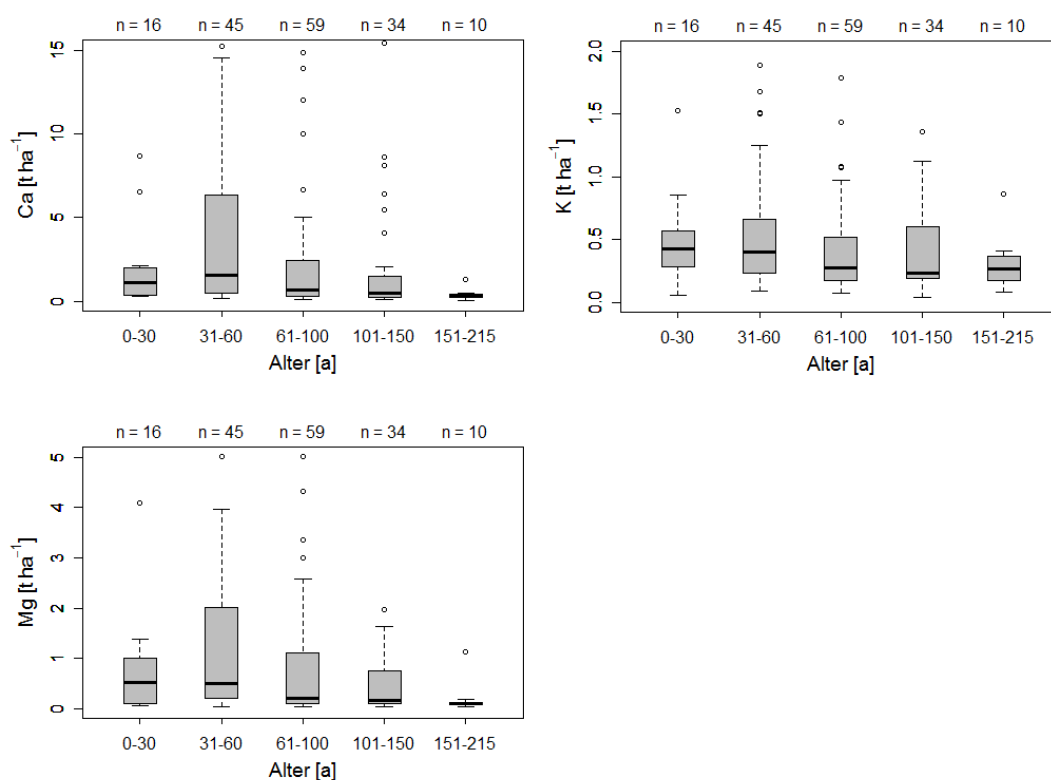 n = 16 n = 45 n = 59 n = 34 n = 10
15
10
5
0
Ca [t ha⁻¹]
0-30 31-60 61-100 101-150 151-215
Alter [a]
n = 16 n = 45 n = 59 n = 34 n = 10
2.0
1.5
1.0
0.5
0.0
K [t ha⁻¹]
0-30 31-60 61-100 101-150 151-215
Alter [a]
n = 16 n = 45 n = 59 n = 34 n = 10
5
4
3
2
1
0
Mg [t ha⁻¹]
0-30 31-60 61-100 101-150 151-215
Alter [a]